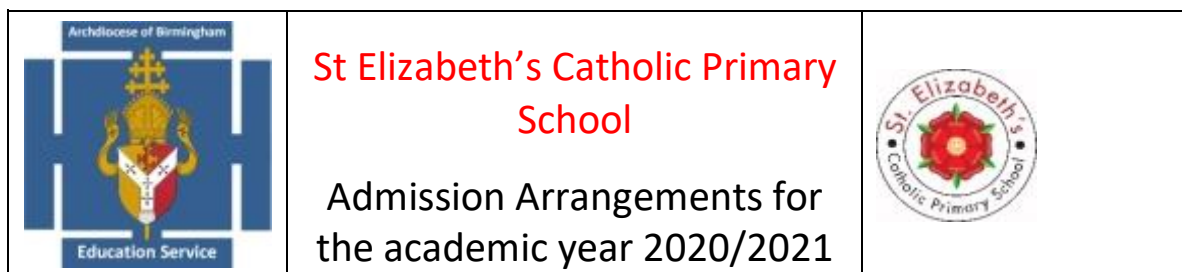 Archdiocese of Birmingham
Education Service
St Elizabeth’s Catholic Primary
School
Admission Arrangements for
the academic year 2020/2021
St. Elizabeth's
Catholic Primary School